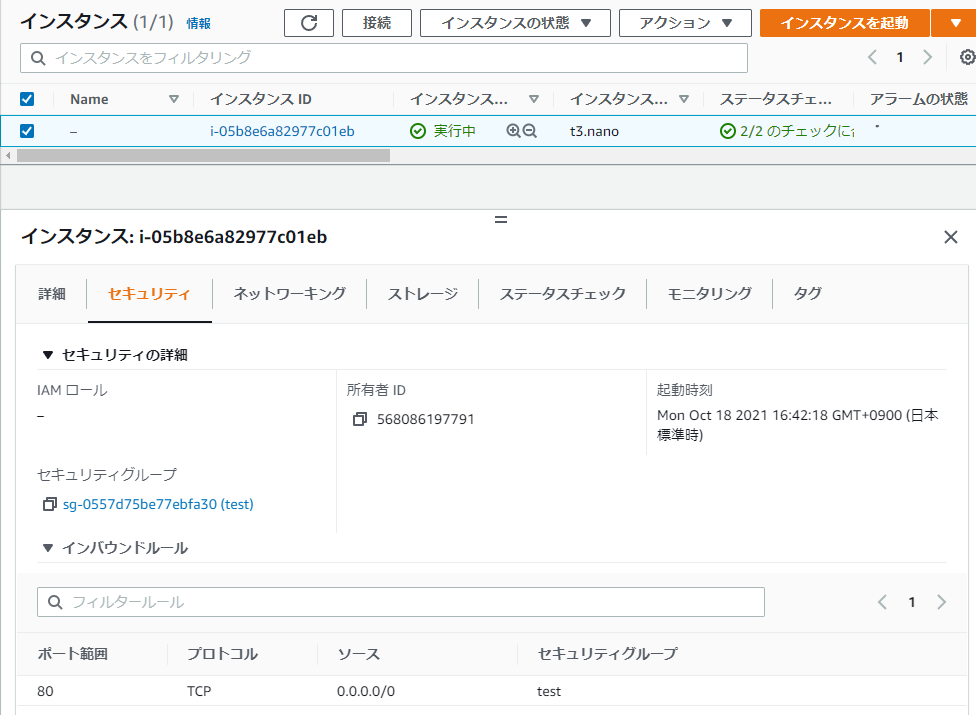 インスタンス (1/1) 情報 接続 インスタンスの状態 アクション インスタンスを起動
インスタンスをフィルタリング 1
Name インスタンス ID インスタンス... インスタンス... ステータスチェ... アラームの状態
– i-05b8e6a82977c01eb 実行中 t3.nano 2/2 のチェックに
インスタンス: i-05b8e6a82977c01eb
詳細 セキュリティ ネットワーキング ストレージ ステータスチェック モニタリング タグ
セキュリティの詳細
IAM ロール 所有者 ID 起動時刻
– 568086197791 Mon Oct 18 2021 16:42:18 GMT+0900 (日本
標準時)
セキュリティグループ
sg-0557d75be77ebfa30 (test)
インバウンドルール
フィルタールール 1
ポート範囲 プロトコル ソース セキュリティグループ
80 TCP 0.0.0.0/0 test